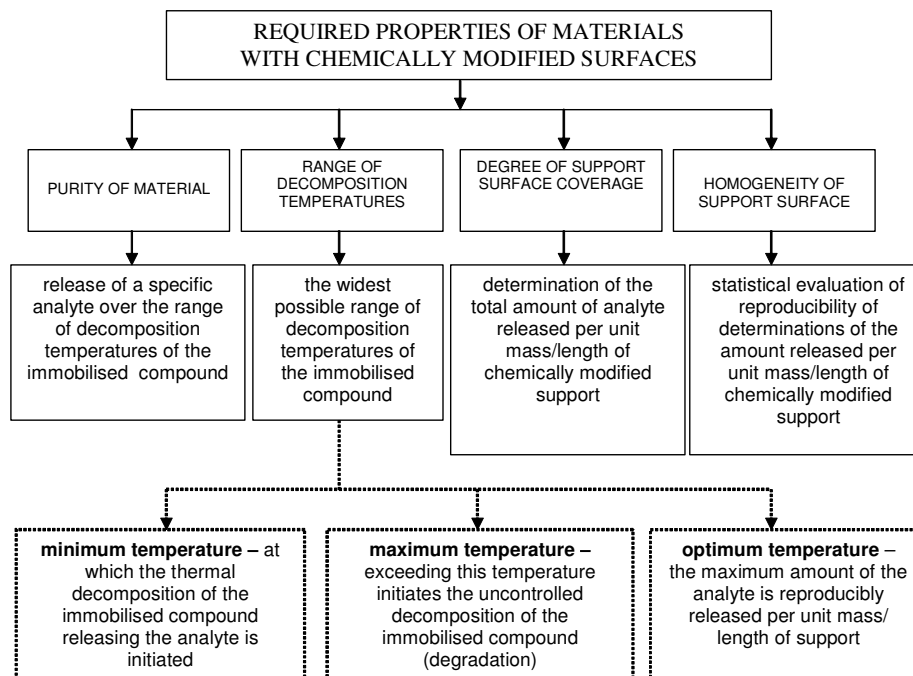 REQUIRED PROPERTIES OF MATERIALS
WITH CHEMICALLY MODIFIED SURFACES
PURITY OF MATERIAL
RANGE OF
DECOMPOSITION
TEMPERATURES
DEGREE OF SUPPORT
SURFACE COVERAGE
HOMOGENEITY OF
SUPPORT SURFACE
release of a specific
analyte over the range
of decomposition
temperatures of the
immobilised compound
the widest
possible range of
decomposition
temperatures of
the immobilised
compound
determination of the
total amount of analyte
released per unit
mass/length of
chemically modified
support
statistical evaluation of
reproducibility of
determinations of the
amount released per
unit mass/length of
chemically modified
support
minimum temperature – at
which the thermal
decomposition of the
immobilised compound
releasing the analyte is
initiated
maximum temperature –
exceeding this temperature
initiates the uncontrolled
decomposition of the
immobilised compound
(degradation)
optimum temperature –
the maximum amount of the
analyte is reproducibly
released per unit mass/
length of support